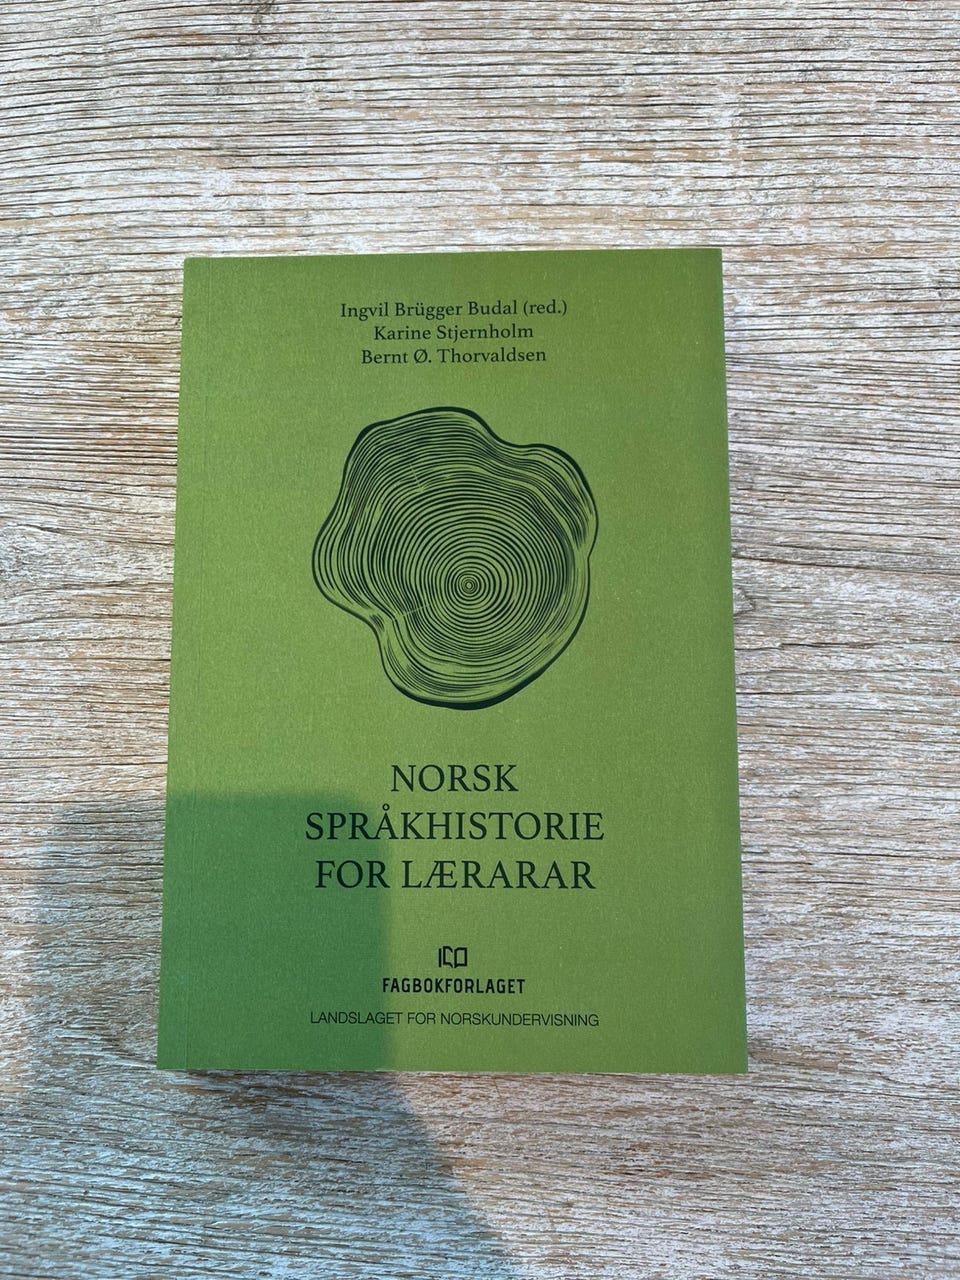 Ingvil Brügger Budal (red.)
Karine Stjernholm
Bernt Ø. Thorvaldsen
NORSK
SPRÅKHISTORIE
FOR LÆRARAR
FAGBOKFORLAGET
LANDSLAGET FOR NORSKUNDERVISNING